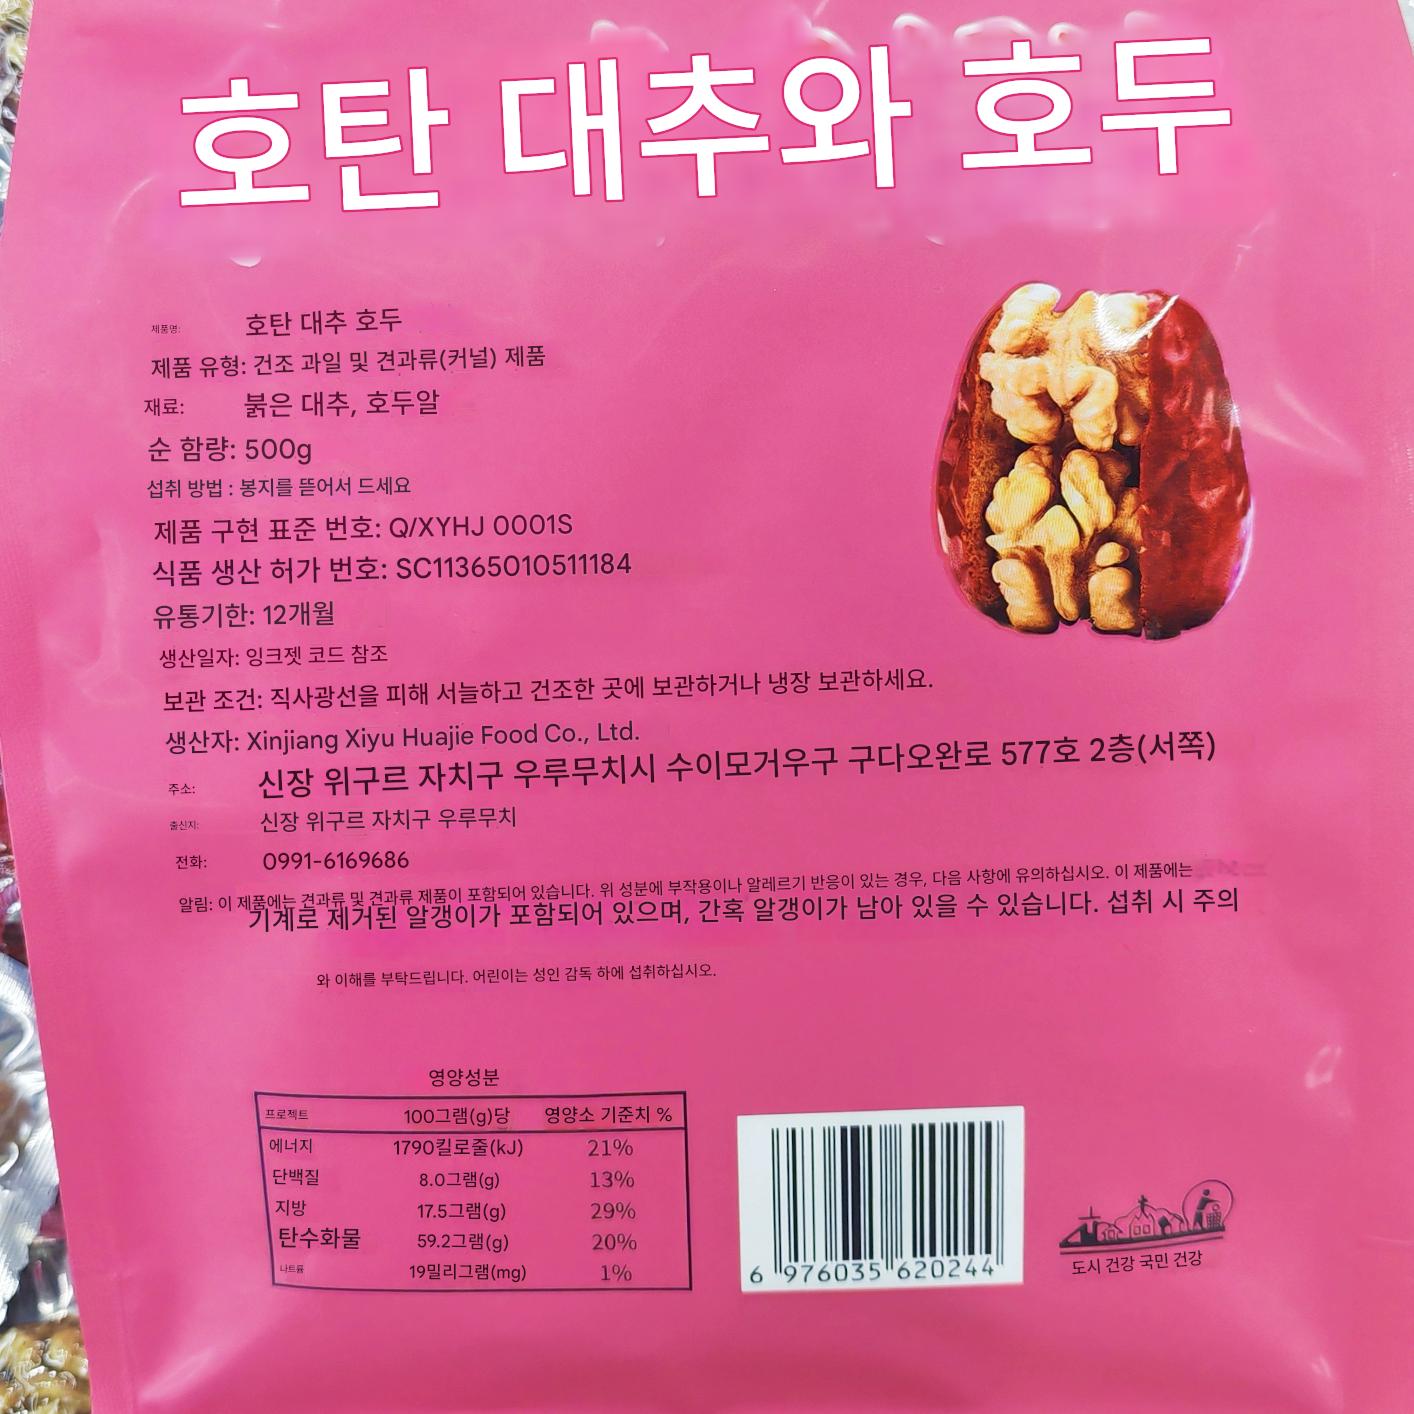 호탄 대추와 호두
제품명: 호탄 대추 호두
제품 유형: 건조 과일 및 견과류(커널) 제품
재료: 붉은 대추, 호두알
순 함량: 500g
섭취 방법 : 봉지를 뜯어서 드세요
제품 구현 표준 번호: Q/XYHJ 0001S
식품 생산 허가 번호: SC11365010511184
유통기한: 12개월
생산일자: 잉크젯 코드 참조
보관 조건: 직사광선을 피해 서늘하고 건조한 곳에 보관하거나 냉장 보관하세요.
생산자: Xinjiang Xiyu Huajie Food Co., Ltd.
주소: 신장 위구르 자치구 우루무치시 수이모거우구 구다오완로 577호 2층(서쪽)
출신지: 신장 위구르 자치구 우루무치
전화: 0991-6169686
알림: 이 제품에는 견과류 및 견과류 제품이 포함되어 있습니다. 위 성분에 부작용이나 알레르기 반응이 있는 경우, 다음 사항에 유의하십시오. 이 제품에는
기계로 제거된 알갱이가 포함되어 있으며, 간혹 알갱이가 남아 있을 수 있습니다. 섭취 시 주의
와 이해를 부탁드립니다. 어린이는 성인 감독 하에 섭취하십시오.
영양성분
프로젝트 100그램(g)당 영양소 기준치 %
에너지 1790킬로줄(kJ) 21%
단백질 8.0그램(g) 13%
지방 17.5그램(g) 29%
탄수화물 59.2그램(g) 20%
나트륨 19밀리그램(mg) 1%
6 976035 620244
도시 건강 국민 건강